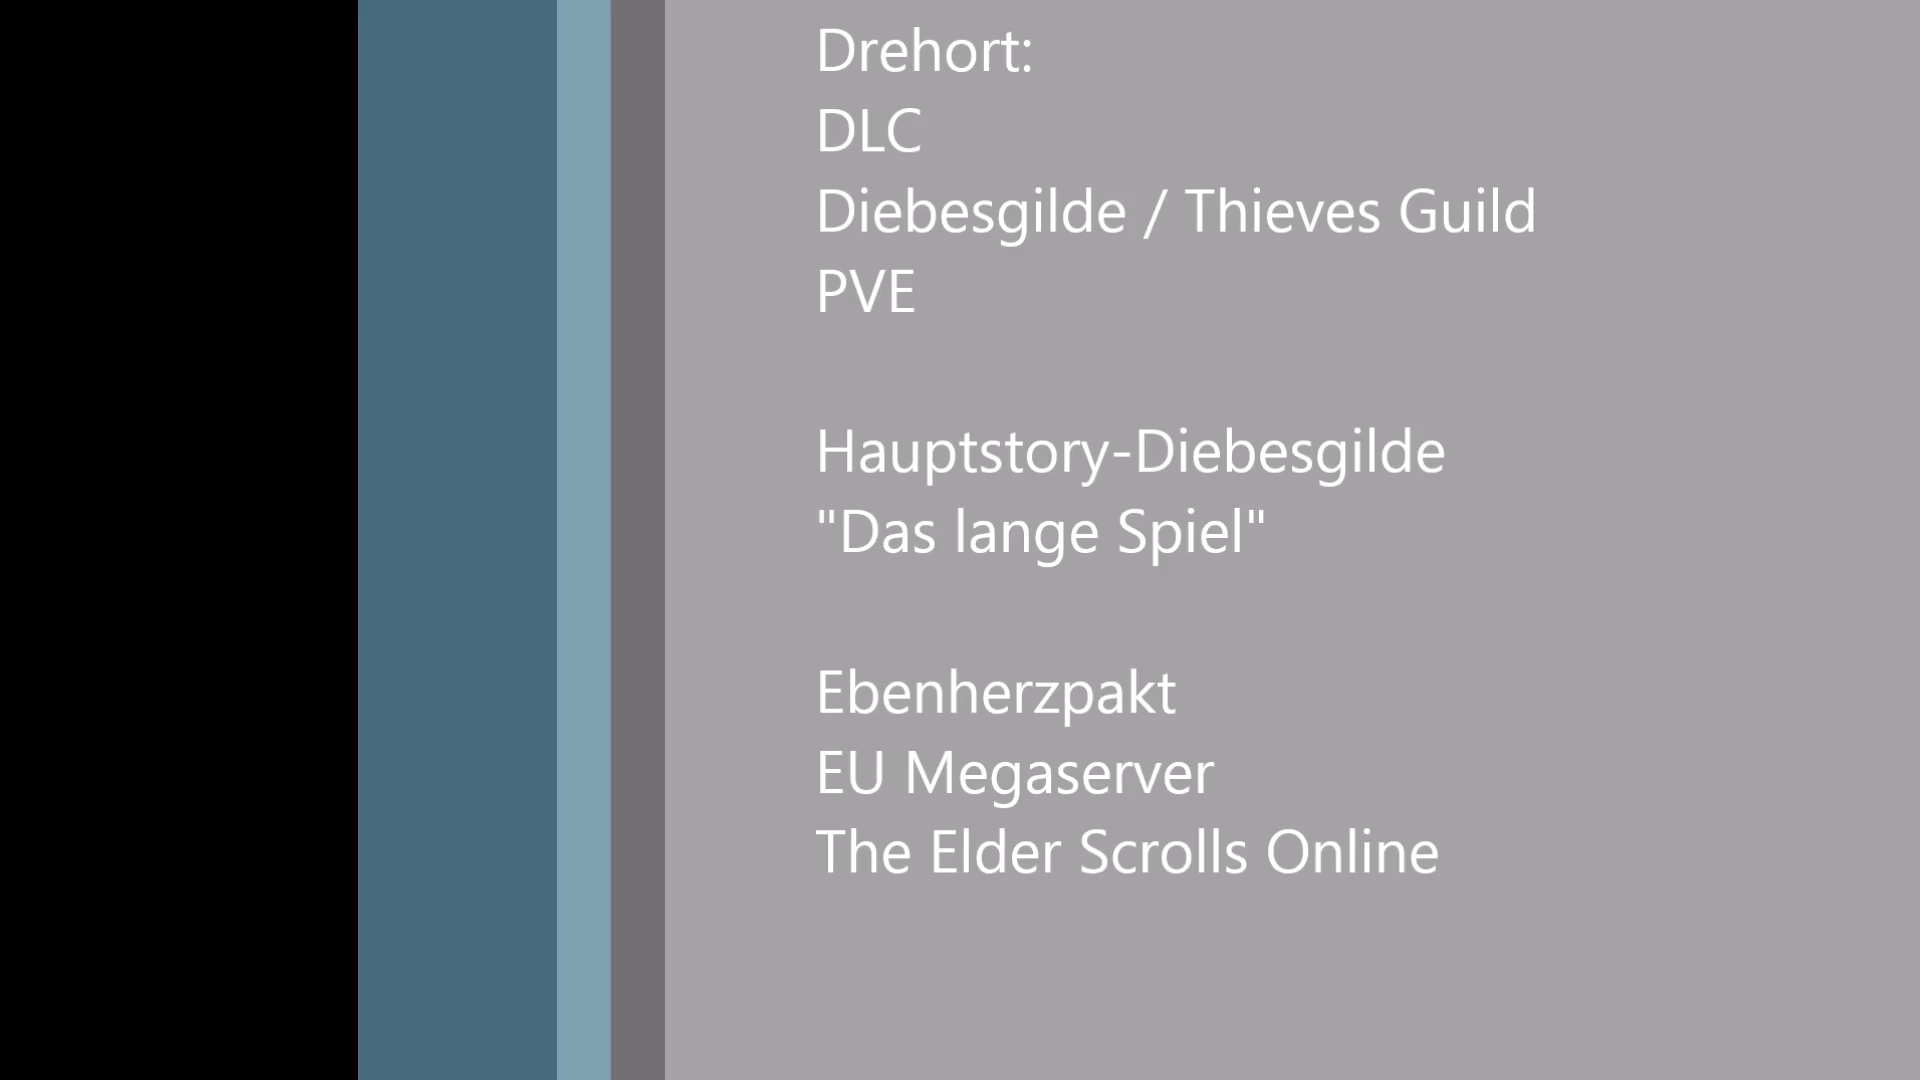 Drehort:
DLC
Diebesgilde / Thieves Guild
PVE
Hauptstory-Diebesgilde
"Das lange Spiel"
Ebenherzpakt
EU Megaserver
The Elder Scrolls Online